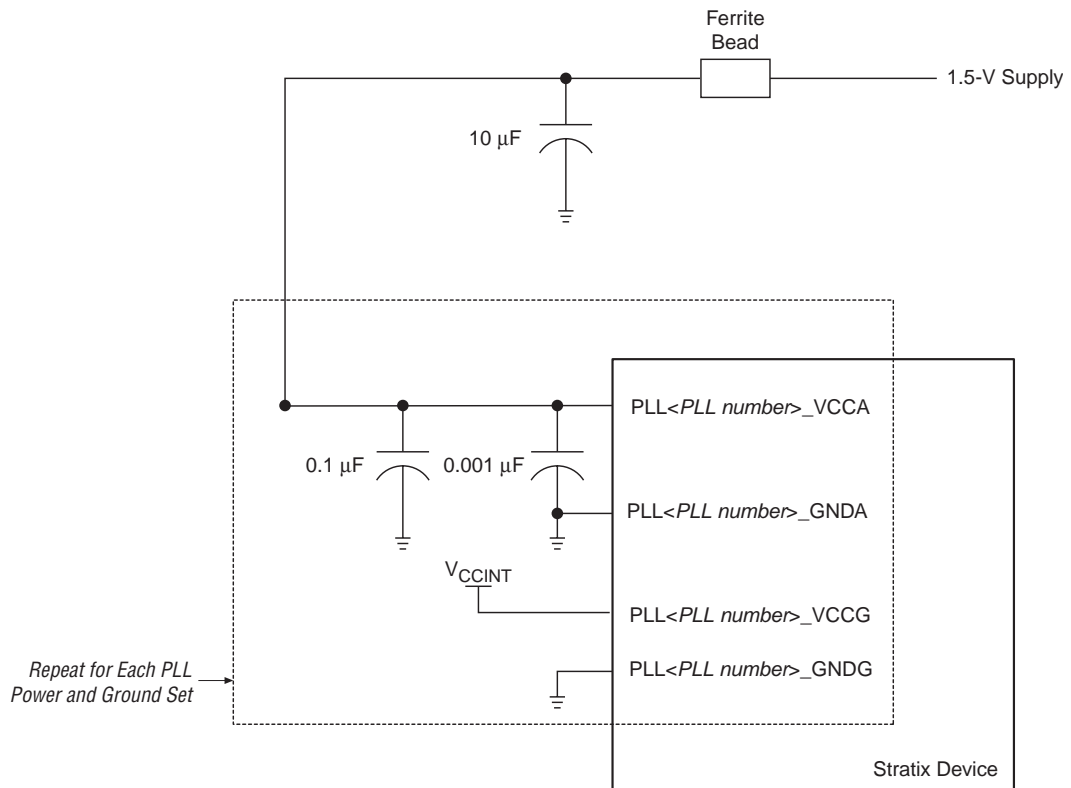 Ferrite
Bead
1.5-V Supply
10 μF
PLL<PLL number>_VCCA
0.1 μF
0.001 μF
PLL<PLL number>_GNDA
VCCINT
PLL<PLL number>_VCCG
Repeat for Each PLL
Power and Ground Set
PLL<PLL number>_GNDG
Stratix Device